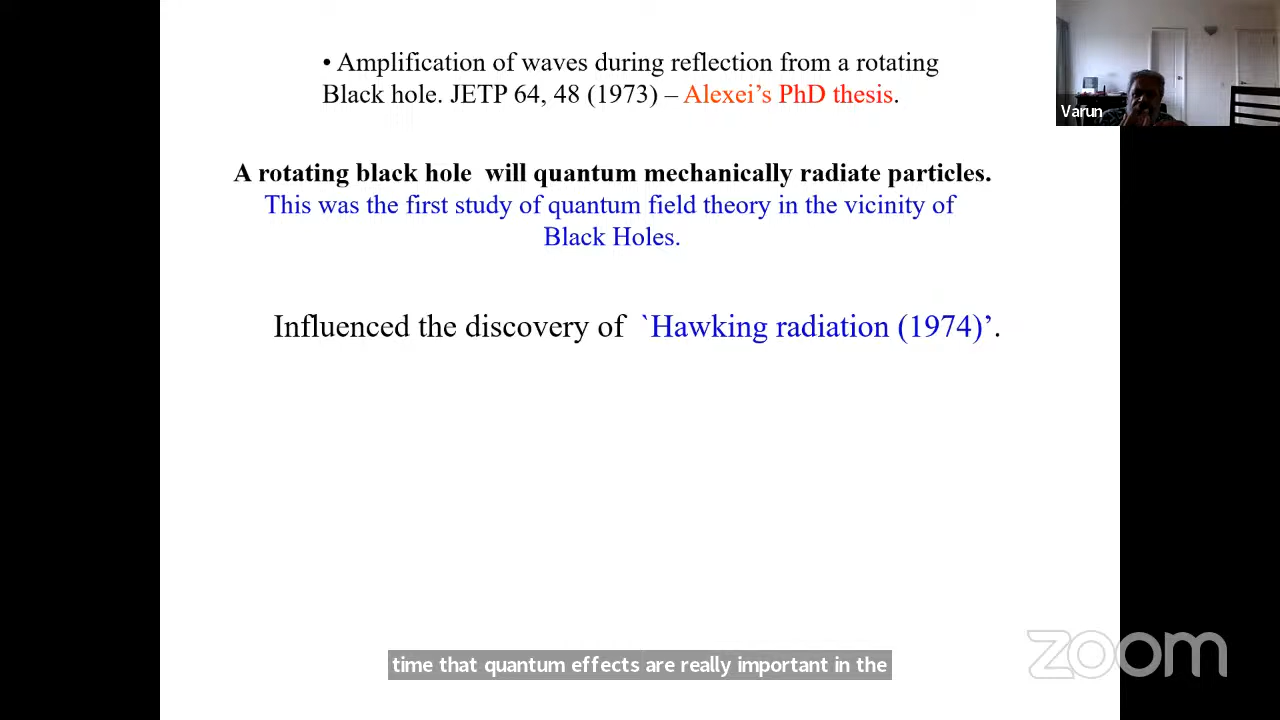 • Amplification of waves during reflection from a rotating
Black hole. JETP 64, 48 (1973) – Alexei’s PhD thesis.
Varun
A rotating black hole  will quantum mechanically radiate particles.
This was the first study of quantum field theory in the vicinity of
Black Holes.
Influenced the discovery of  `Hawking radiation (1974)’.
time that quantum effects are really important in the
zoom